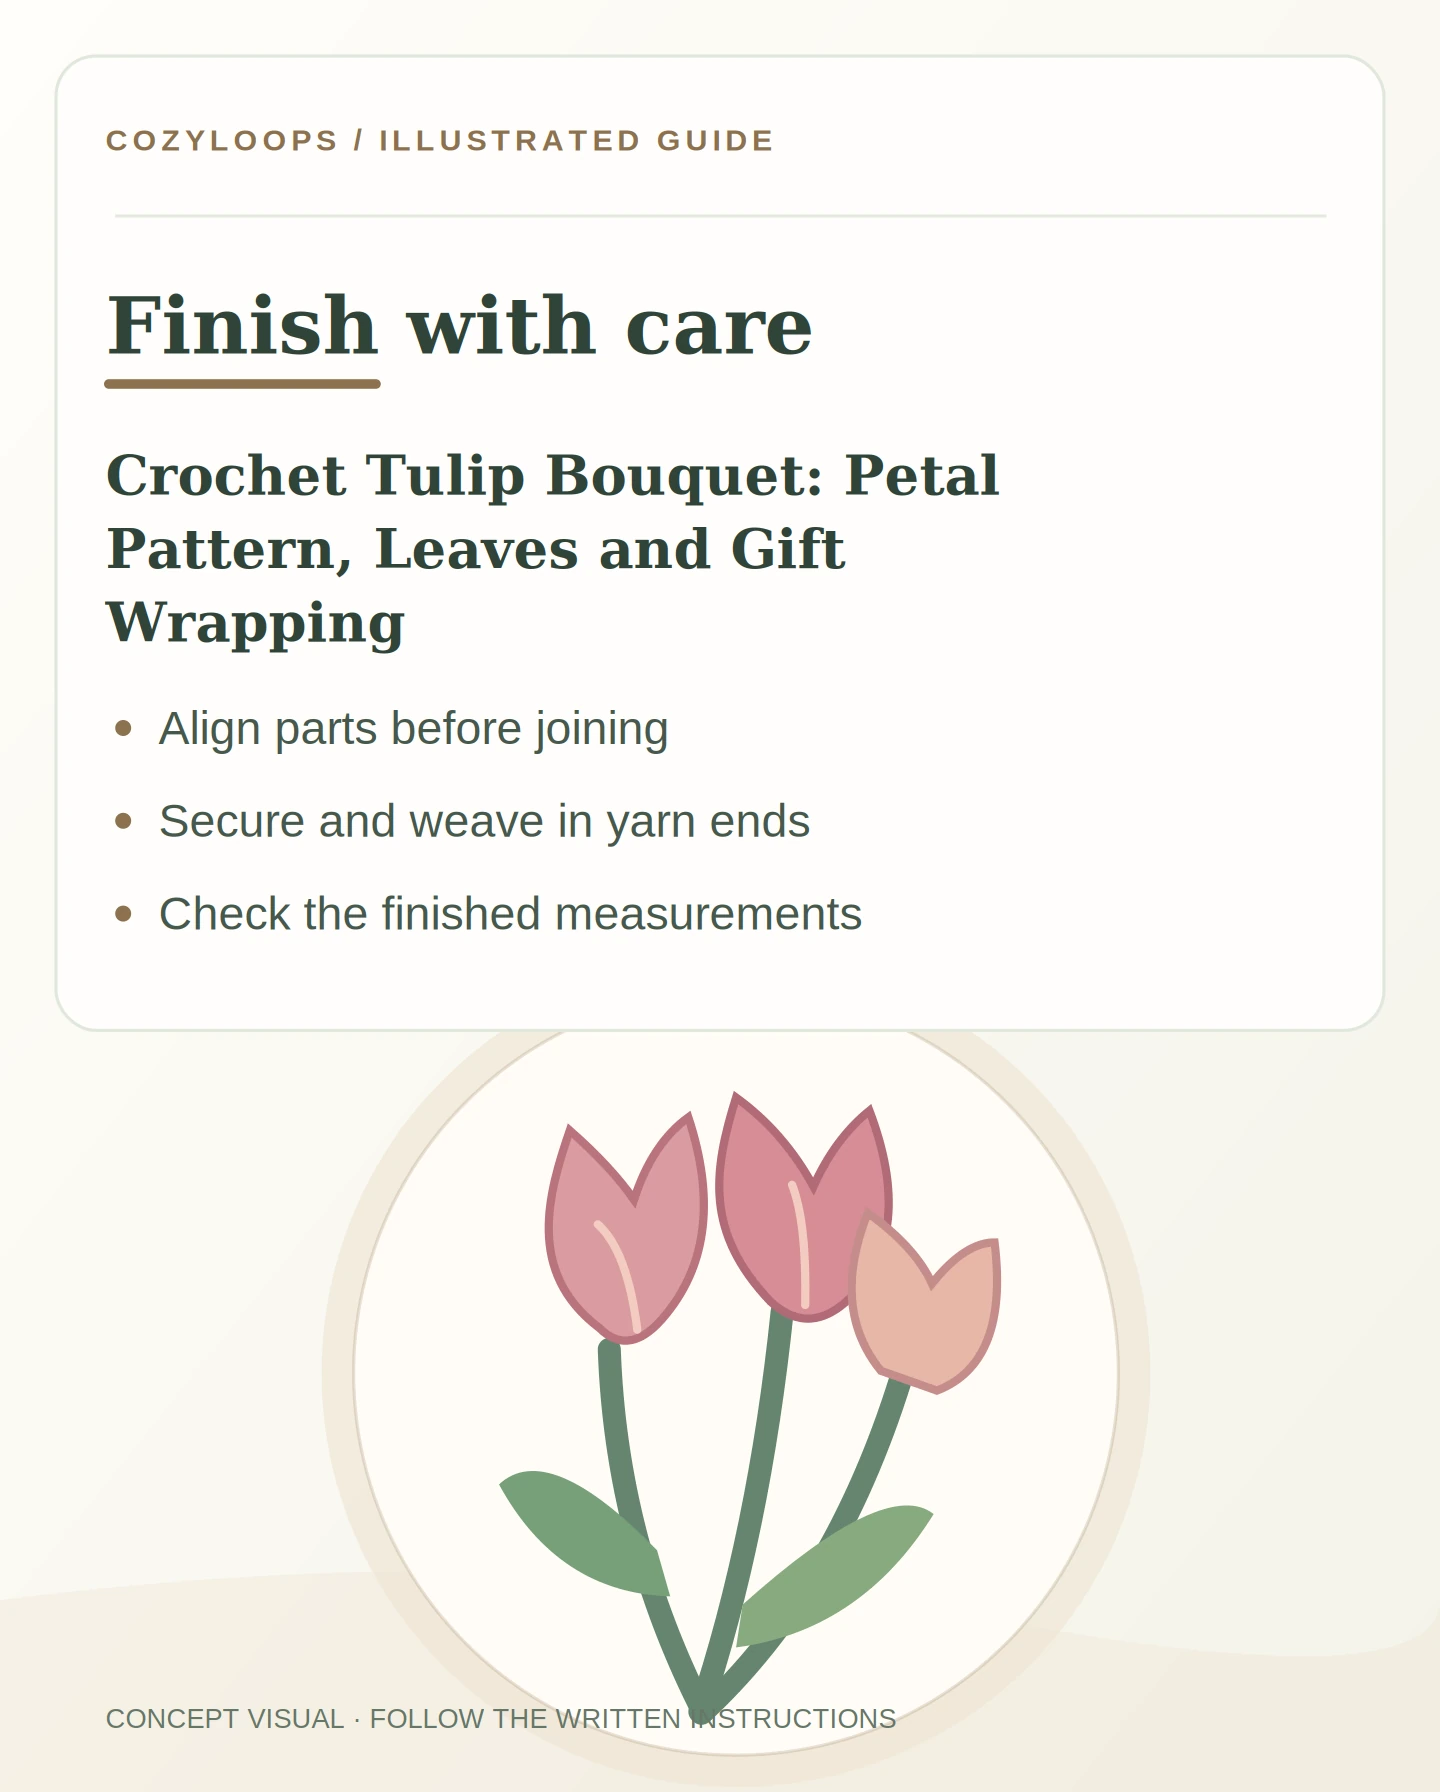 COZYLOOPS / ILLUSTRATED GUIDE
Finish with care
Crochet Tulip Bouquet: Petal
Pattern, Leaves and Gift
Wrapping
• Align parts before joining
• Secure and weave in yarn ends
• Check the finished measurements
CONCEPT VISUAL · FOLLOW THE WRITTEN INSTRUCTIONS